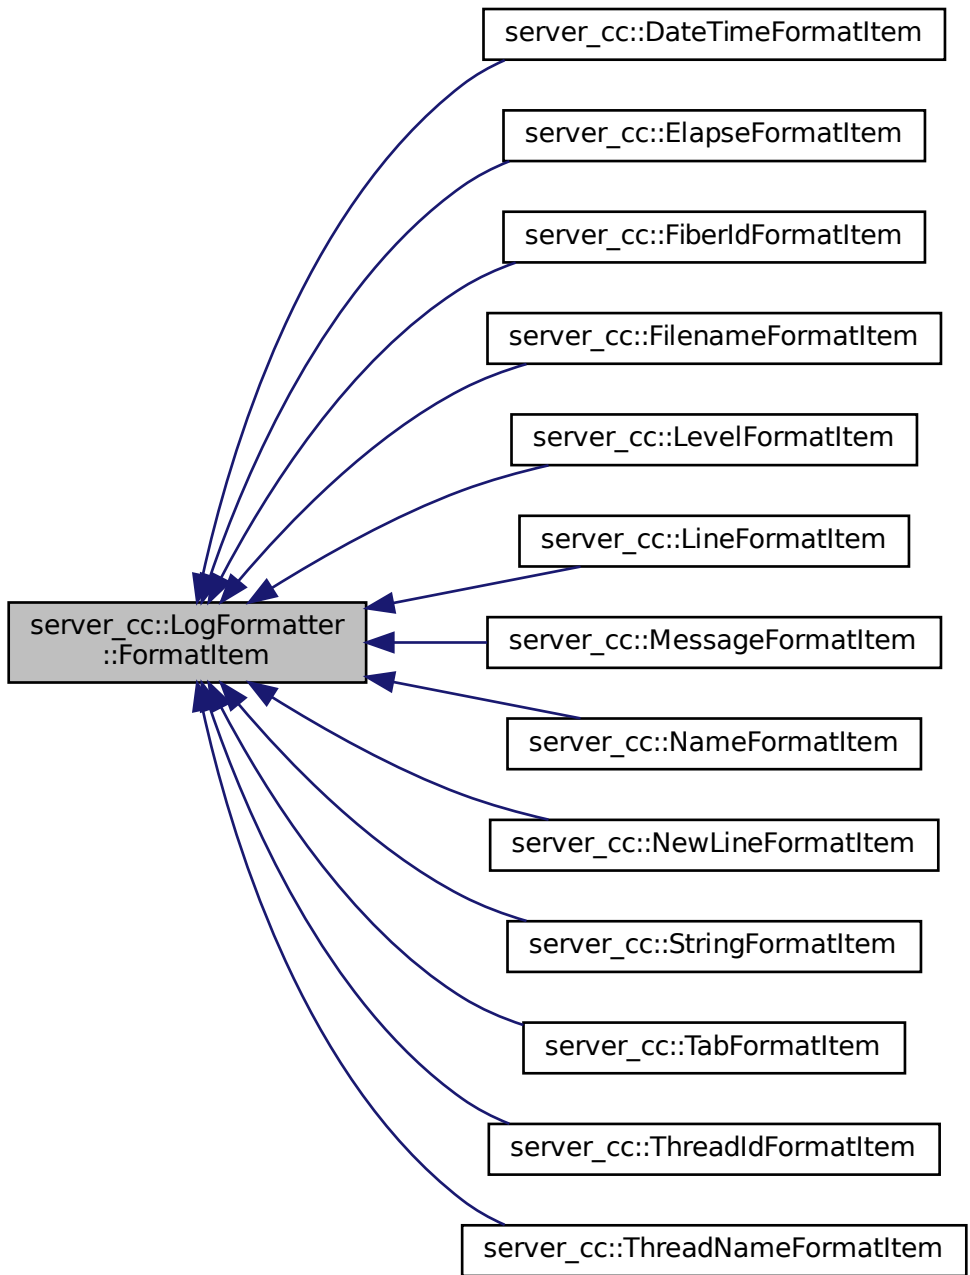 server_cc::DateTimeFormatItem
server_cc::ElapseFormatItem
server_cc::FiberIdFormatItem
server_cc::FilenameFormatItem
server_cc::LevelFormatItem
server_cc::LineFormatItem
server_cc::LogFormatter
::FormatItem
server_cc::MessageFormatItem
server_cc::NameFormatItem
server_cc::NewLineFormatItem
server_cc::StringFormatItem
server_cc::TabFormatItem
server_cc::ThreadIdFormatItem
server_cc::ThreadNameFormatItem